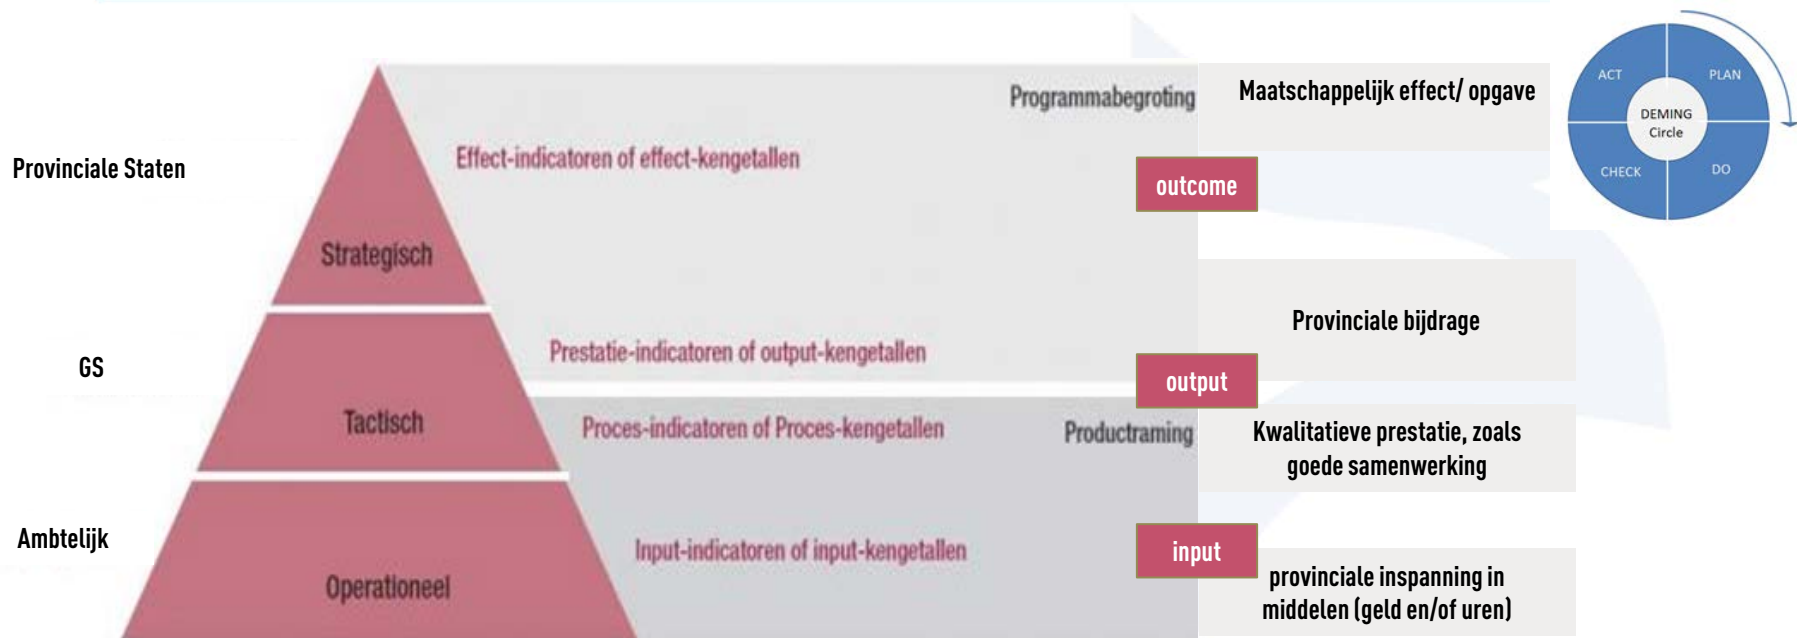 Provinciale Staten
GS
Ambtelijk
Strategisch
Tactisch
Operationeel
Effect-indicatoren of effect-kengetallen
Prestatie-indicatoren of output-kengetallen
Proces-indicatoren of Proces-kengetallen
Input-indicatoren of input-kengetallen
Programmabegroting
Productraming
outcome
output
input
Maatschappelijk effect/ opgave
Provinciale bijdrage
Kwalitatieve prestatie, zoals
goede samenwerking
provinciale inspanning in
middelen (geld en/of uren)
ACT
PLAN
DEMING
Circle
CHECK
DO